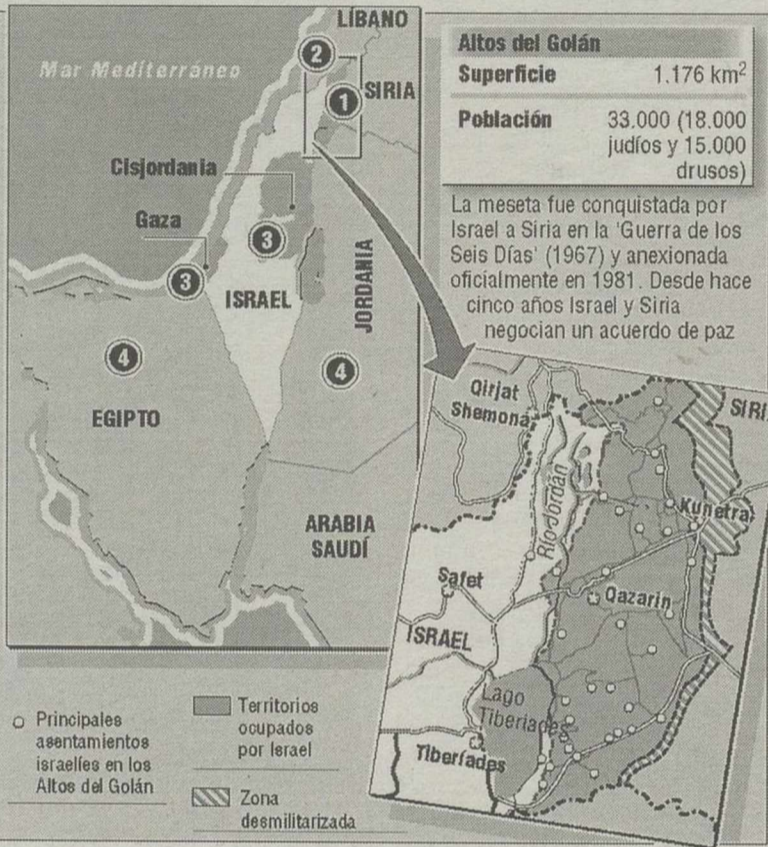 LÍBANO
Mar Mediterráneo
2
1
SIRIA
Cisjordania
Gaza
3
3
ISRAEL
JORDANIA
4
4
EGIPTO
ARABIA
SAUDÍ
Altos del Golán
Superficie 1.176 km²
Población 33.000 (18.000
judíos y 15.000
drusos)
La meseta fue conquistada por
Israel a Siria en la 'Guerra de los
Seis Días' (1967) y anexionada
oficialmente en 1981. Desde hace
cinco años Israel y Siria
negocian un acuerdo de paz
Qirjat
Shemona
SIRI
Río Jordán
Kunetra
Safet
Qazarin
ISRAEL
Lago
Tiberíades
Tiberíades
Principales
asentamientos
israelíes en los
Altos del Golán
Territorios
ocupados
por Israel
Zona
desmilitarizada